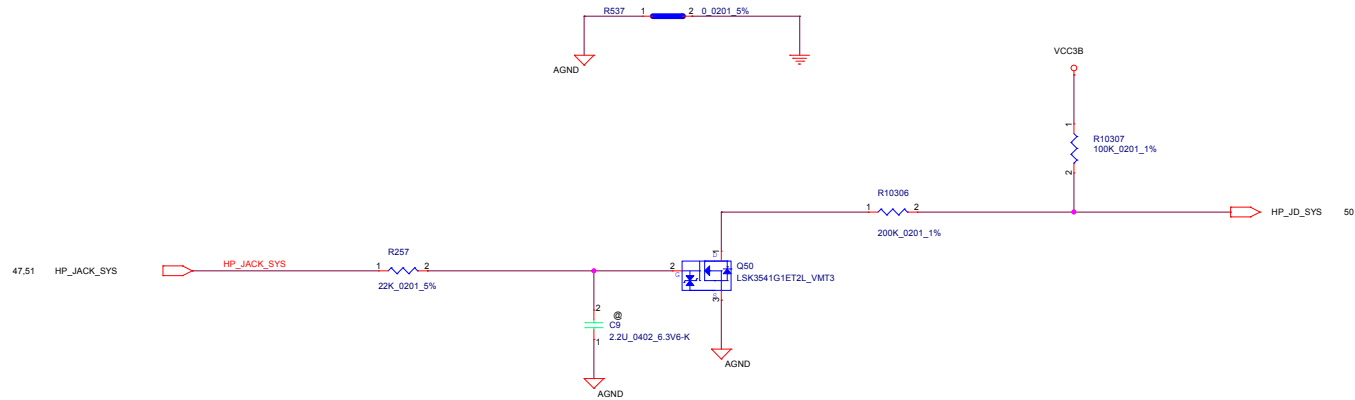 R537 1 2 0_0201_5%
AGND
VCC3B
1
R10307
100K_0201_1%
2
R10306
1 2
200K_0201_1%
HP_JD_SYS 50
47,51 HP_JACK_SYS
HP_JACK_SYS
R257
1 2
22K_0201_5%
2
1
Q50
LSK3541G1ET2L_VMT3
3
2
@
C9
2.2U_0402_6.3V6-K
1
AGND
AGND